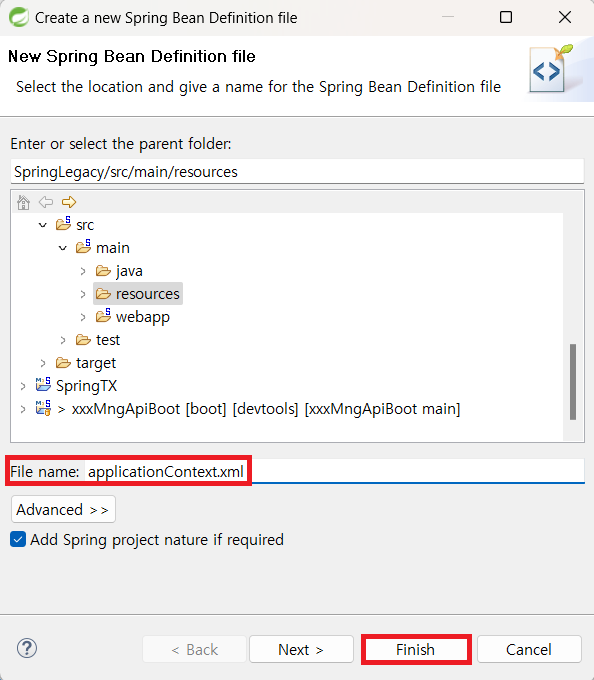 Create a new Spring Bean Definition file
New Spring Bean Definition file
Select the location and give a name for the Spring Bean Definition file
Enter or select the parent folder:
SpringLegacy/src/main/resources
src
main
java
resources
webapp
test
target
SpringTX
> xxxMngApiBoot [boot] [devtools] [xxxMngApiBoot main]
File name: applicationContext.xml
Advanced >>
Add Spring project nature if required
< Back Next > Finish Cancel